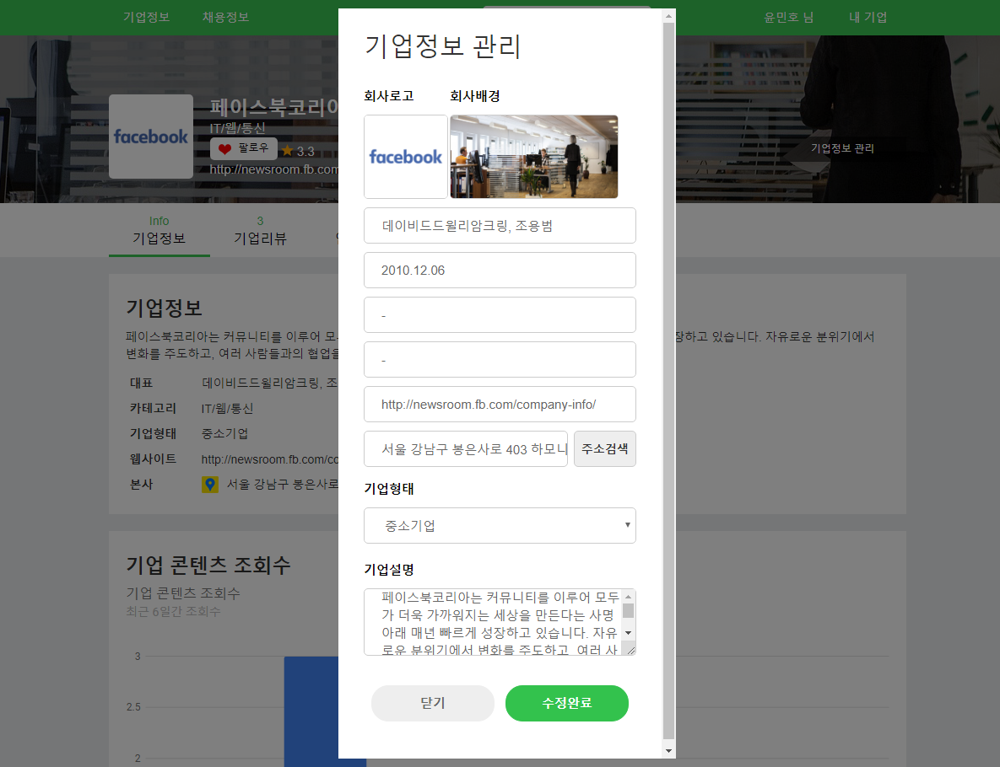 기업정보
채용정보
윤민호 님
내 기업
facebook
페이스북코리아
IT/웹/통신
팔로우
3.3
http://newsroom.fb.com
기업정보 관리
Info
기업정보
3
기업리뷰
기업정보
페이스북코리아는 커뮤니티를 이루어 모
장하고 있습니다. 자유로운 분위기에서
변화를 주도하고, 여러 사람들과의 협업을
대표
데이비드드윌리암크링, 조
카테고리
IT/웹/통신
기업형태
중소기업
웹사이트
http://newsroom.fb.com/co
본사
서울 강남구 봉은사로
기업 콘텐츠 조회수
기업 콘텐츠 조회수
최근 6일간 조회수
3
2.5
2
기업정보 관리
회사로고
회사배경
facebook
데이비드드윌리암크링, 조용범
2010.12.06
-
-
http://newsroom.fb.com/company-info/
서울 강남구 봉은사로 403 하모니
주소검색
기업형태
중소기업
기업설명
페이스북코리아는 커뮤니티를 이루어 모두
가 더욱 가까워지는 세상을 만든다는 사명
아래 매년 빠르게 성장하고 있습니다. 자유
로운 분위기에서 변화를 주도하고, 여러 사
닫기
수정완료